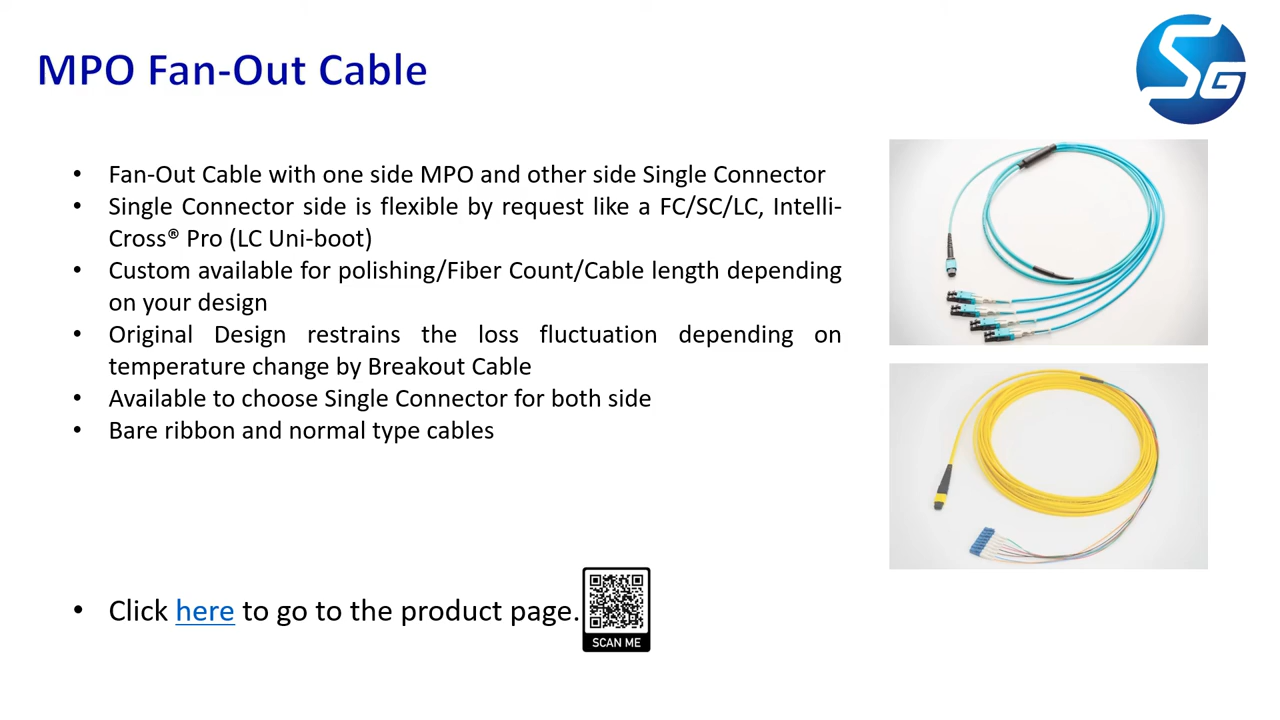 MPO Fan-Out Cable
SG
• Fan-Out Cable with one side MPO and other side Single Connector
• Single Connector side is flexible by request like a FC/SC/LC, Intelli-
Cross® Pro (LC Uni-boot)
• Custom available for polishing/Fiber Count/Cable length depending
on your design
• Original Design restrains the loss fluctuation depending on
temperature change by Breakout Cable
• Available to choose Single Connector for both side
• Bare ribbon and normal type cables
• Click here to go to the product page.
SCAN ME